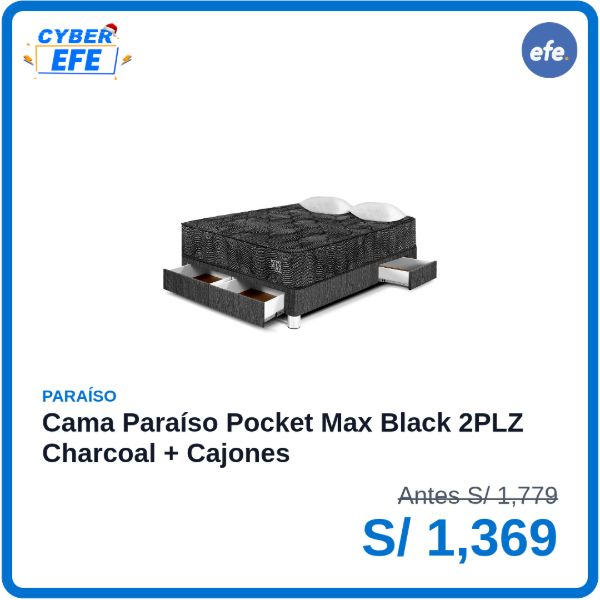 CYBER
EFE
efe.
PARAÍSO
Cama Paraíso Pocket Max Black 2PLZ
Charcoal + Cajones
Antes S/ 1,779
S/ 1,369